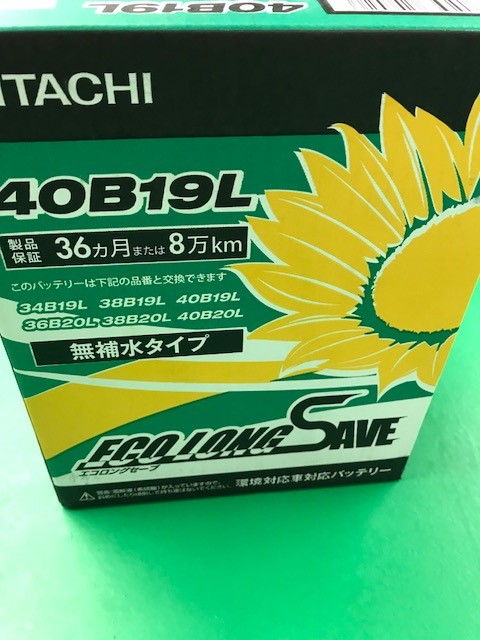 40B19L
ITACHI
40B19L
製品保証 36カ月または8万km
このバッテリーは下記の品番と交換できます
34B19L 38B19L 40B19L
36B20L 38B20L 40B20L
無補水タイプ
ECO LONG SAVE
エコロングセーブ
環境対応車対応バッテリー